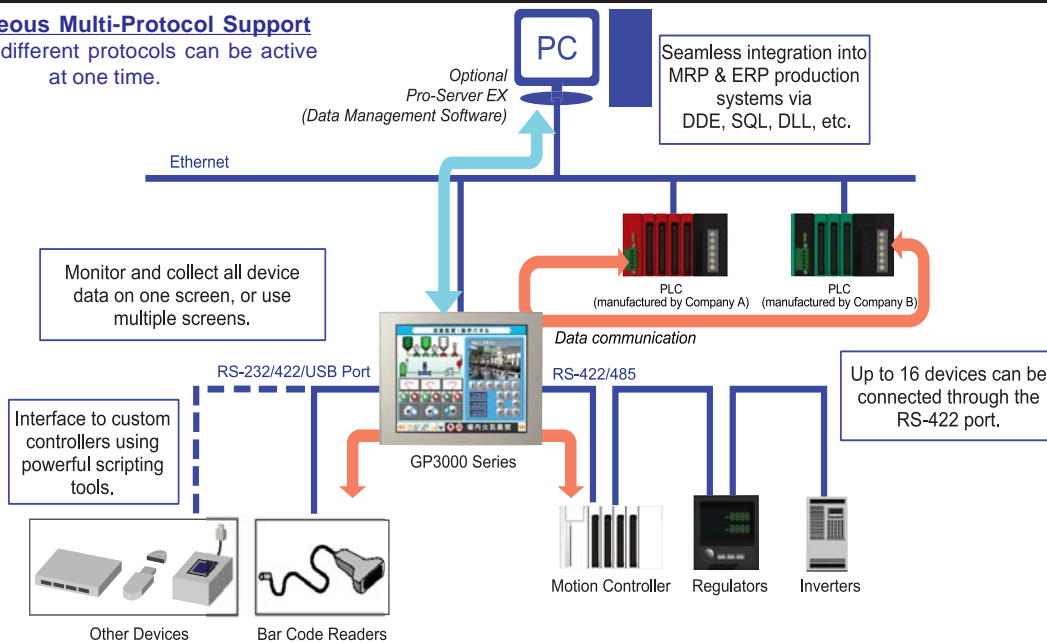 eous Multi-Protocol Support
different protocols can be active
at one time.
PC
Optional
Pro-Server EX
(Data Management Software)
Seamless integration into
MRP & ERP production
systems via
DDE, SQL, DLL, etc.
Ethernet
Monitor and collect all device
data on one screen, or use
multiple screens.
PLC
(manufactured by Company A)
PLC
(manufactured by Company B)
Data communication
RS-232/422/USB Port
RS-422/485
Up to 16 devices can be
connected through the
RS-422 port.
Interface to custom
controllers using
powerful scripting
tools.
GP3000 Series
Motion Controller
Regulators
Inverters
Other Devices
Bar Code Readers